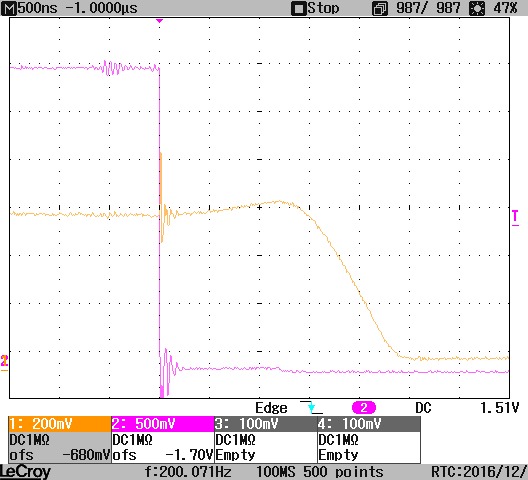 M 500ns -1.0000µs Stop 987/ 987 47%
T
2
Edge 2 DC 1.51V
1: 200mV 2: 500mV 3: 100mV 4: 100mV
DC1MΩ DC1MΩ DC1MΩ DC1MΩ
ofs -680mV ofs -1.70V Empty Empty
LeCroy f:200.071Hz 100MS 500 points RTC:2016/12/